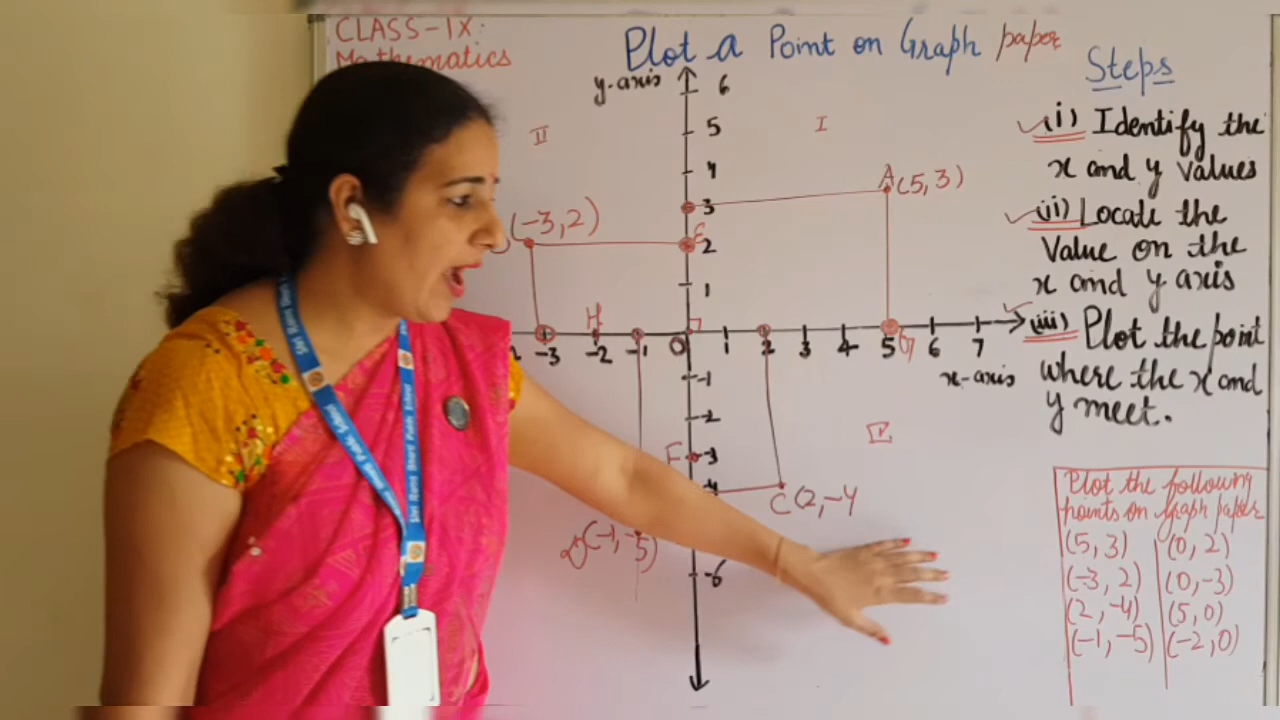 CLASS-IX:
Mathematics
Plot a Point on Graph paper
y-axis
6
5
4
3
2
1
II
I
A(5,3)
(-3,2)
E
H
-3 -2 -1 0 1 2 3 4 5 6 7
G
x-axis
-1
-2
F -3
IV
C(2,-4
(-1,-5)
-6
Steps
(i) Identify the
x and y values
(ii) Locate the
Value on the
x and y axis
(iii) Plot the point
where the x and
y meet.
Plot the following
points on graph paper
(5,3) (0,2)
(-3,2) (0,-3)
(2,-4) (5,0)
(-1,-5) (-2,0)